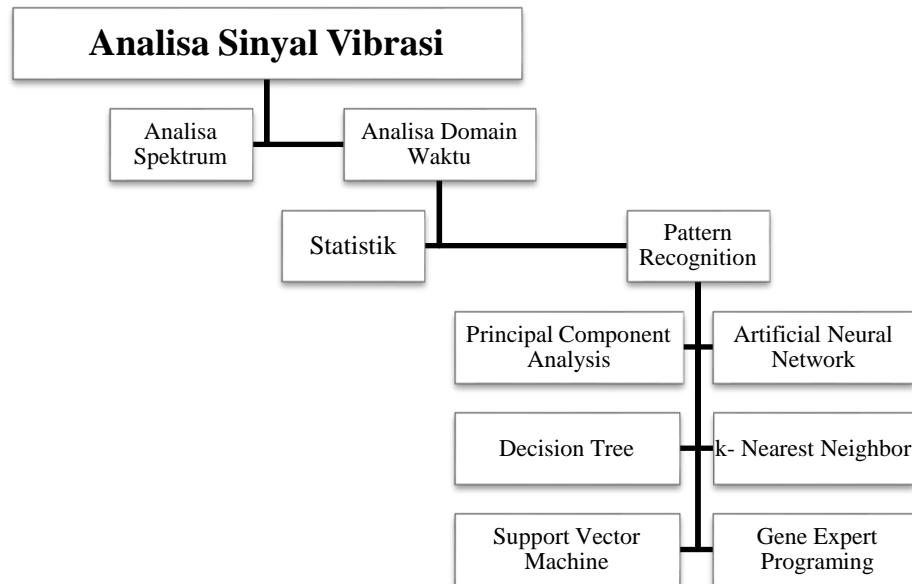 Analisa Sinyal Vibrasi
Analisa
Spektrum
Analisa Domain
Waktu
Statistik
Pattern
Recognition
Principal Component
Analysis
Artificial Neural
Network
Decision Tree
k- Nearest Neighbor
Support Vector
Machine
Gene Expert
Programing